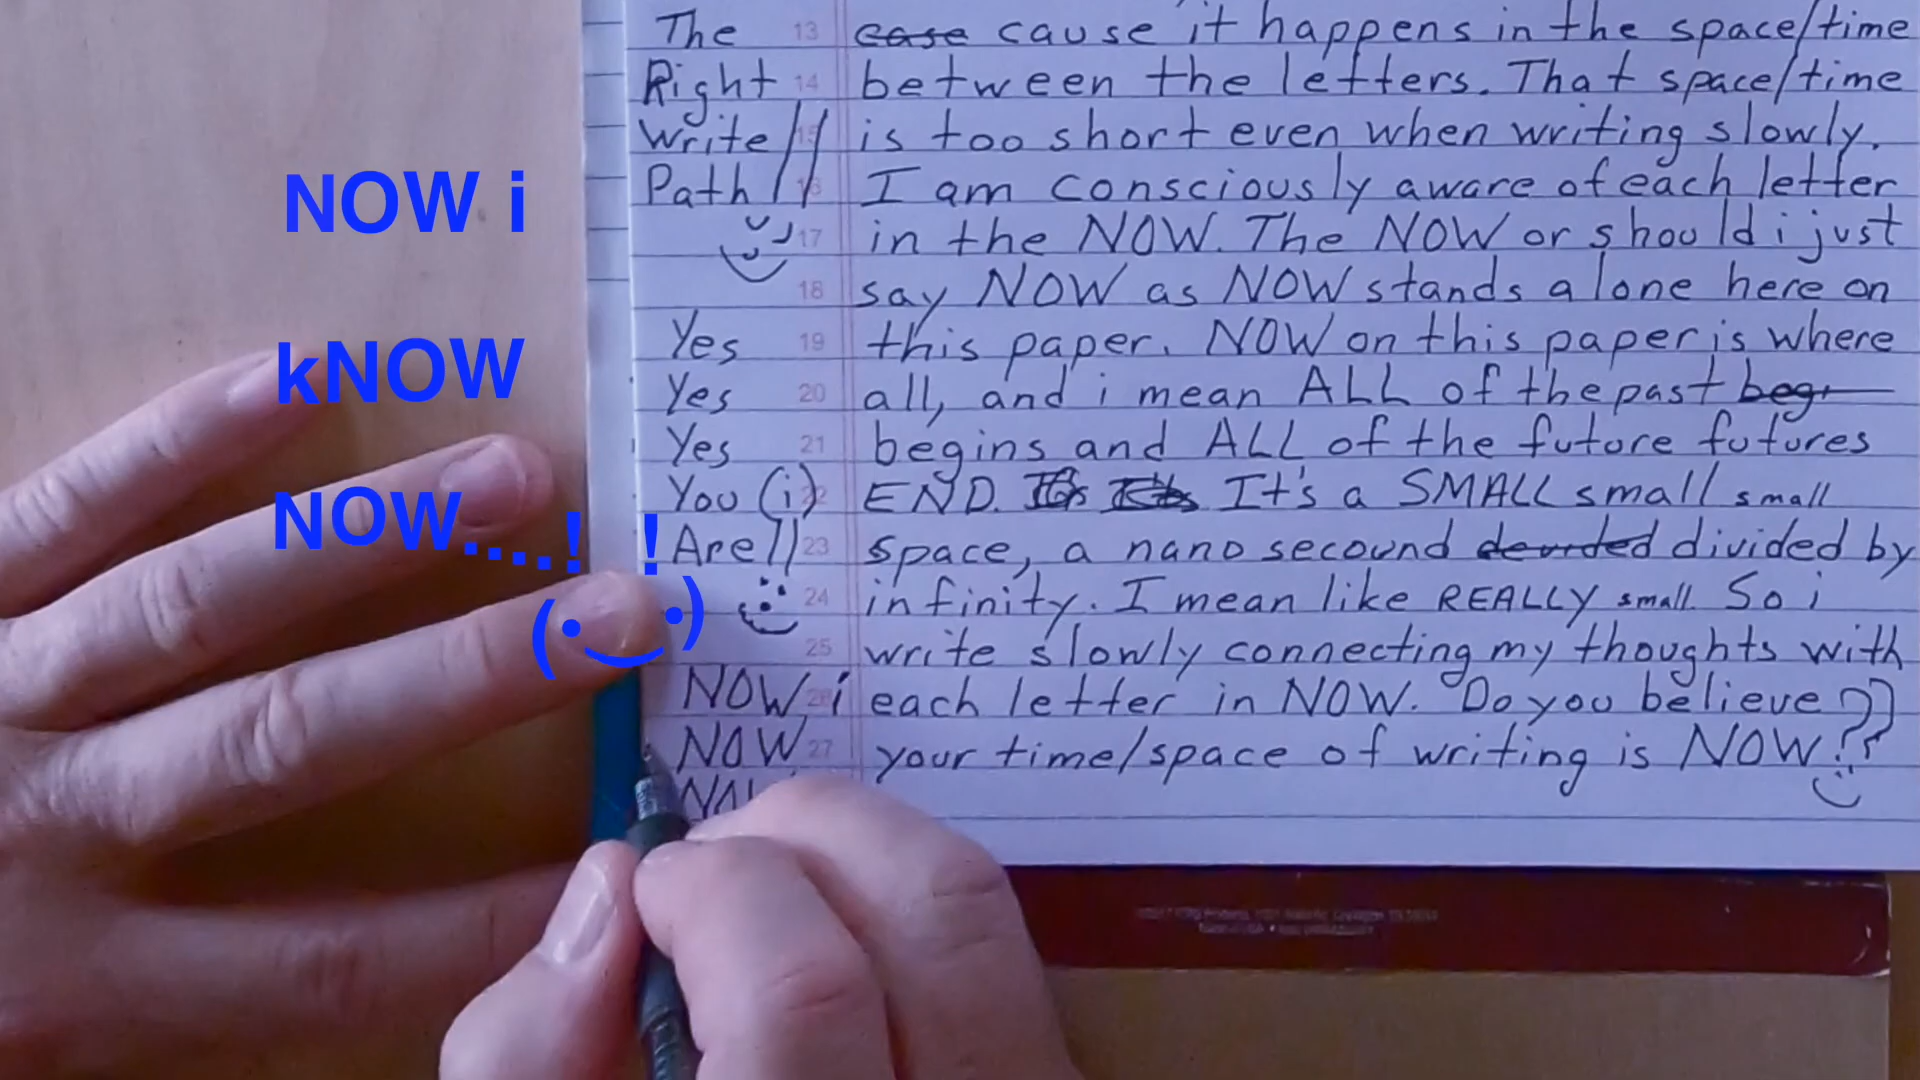 The 13 ~~case~~ cause it happens in the space/time
Right 14 between the letters. That space/time
Write // 15 is too short even when writing slowly.
Path // 16 I am consciously aware of each letter
17 in the NOW. The NOW or should i just
18 say NOW as NOW stands alone here on
Yes 19 this paper. NOW on this paper is where
Yes 20 all, and i mean ALL of the past ~~beg~~
Yes 21 begins and ALL of the future futures
You (i) 22 END. It's a SMALL small small
Are // 23 space, a nano secound divided by
24 infinity. I mean like REALLY small. So i
25 write slowly connecting my thoughts with
NOW i 26 each letter in NOW. Do you believe
NOW 27 your time/space of writing is NOW??
NOW i
kNOW
NOW....! !
(• •)